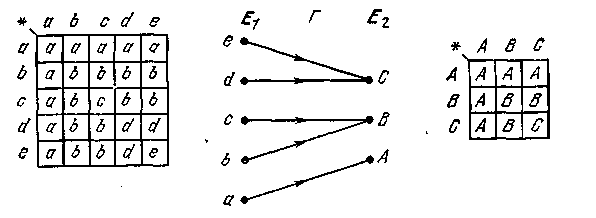 * a b c d e
a a a a a a
b a b b b b
c a b c b b
d a b b d d
e a b b d e
E₁ Г E₂
e
d C
c B
b A
a
* A B C
A A A A
B A B B
C A B C